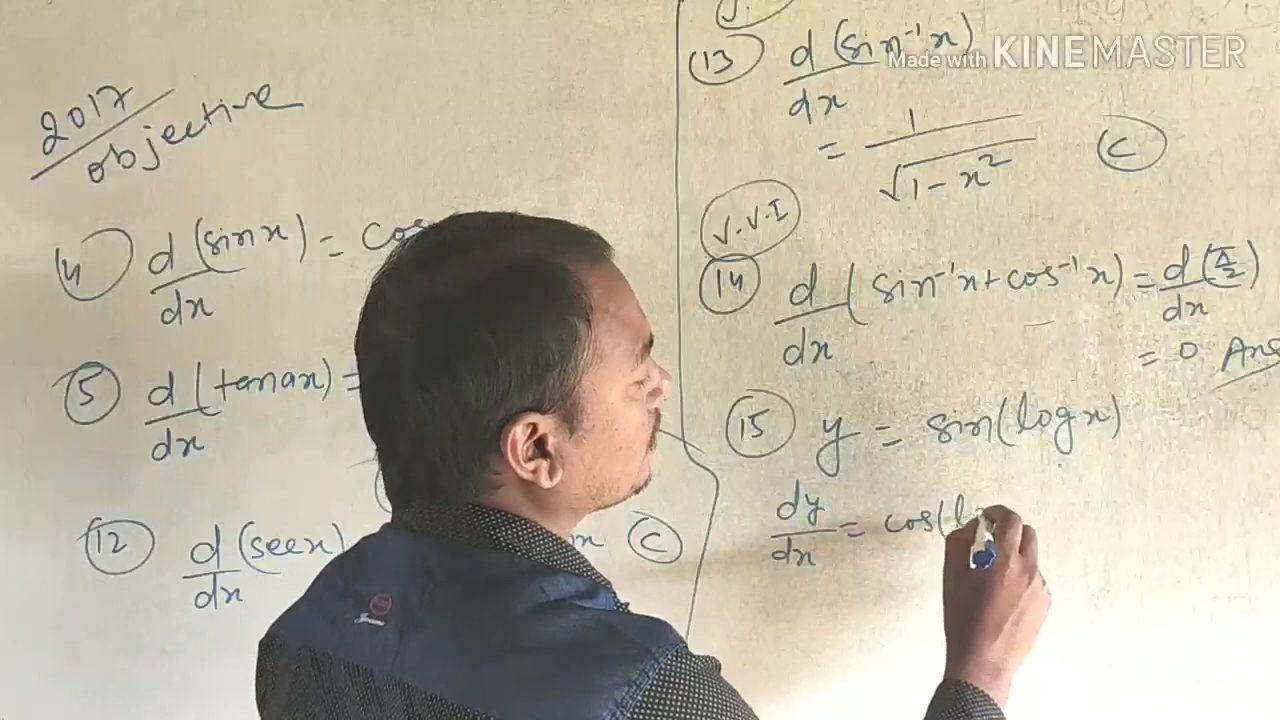 2017
objective
(4) d/dx (sin x) = cos
(5) d/dx (tan ax) =
(12) d/dx (sec x)
x (C)
(13) d/dx (sin⁻¹x)
= 1/√1-x² (C)
V.V.I
(14) d/dx (sin⁻¹x + cos⁻¹x) = d/dx (π/2)
= 0 Ans
(15) y = sin(log x)
dy/dx = cos(l
Made with KINEMASTER